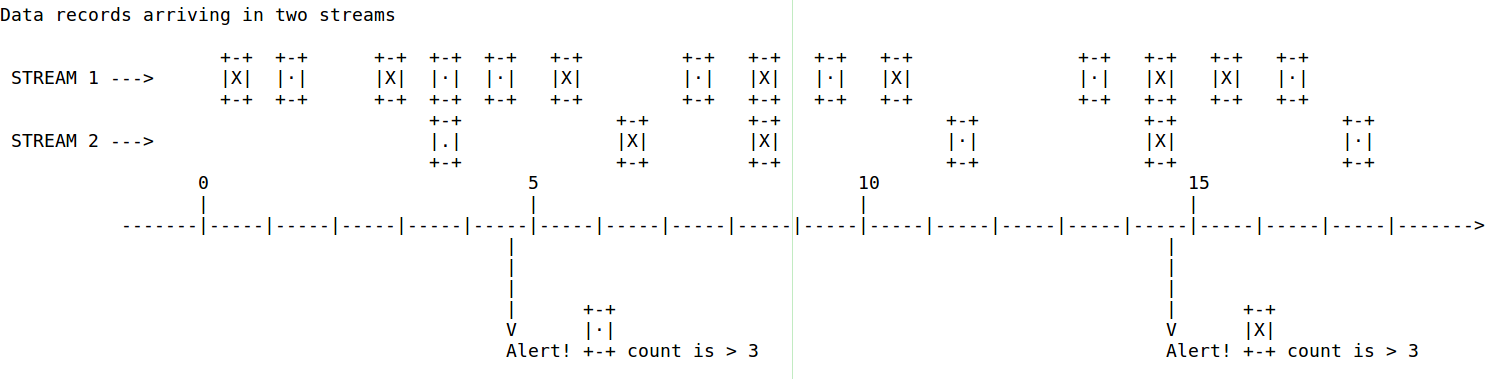 Data records arriving in two streams
+-+ +-+ +-+ +-+ +-+ +-+ +-+ +-+ +-+ +-+ +-+ +-+ +-+ +-+
STREAM 1 ---> |X| |·| |X| |·| |·| |X| |·| |X| |·| |X| |·| |X| |X| |·|
+-+ +-+ +-+ +-+ +-+ +-+ +-+ +-+ +-+ +-+ +-+ +-+ +-+ +-+
+-+ +-+ +-+ +-+ +-+ +-+
STREAM 2 ---> |.| |X| |X| |·| |X| |·|
+-+ +-+ +-+ +-+ +-+ +-+
0 5 10 15
| | | |
-------|-----|-----|-----|-----|-----|-----|-----|-----|-----|-----|-----|-----|-----|-----|-----|-----|-----|-----|------->
| |
| |
| |
| +-+ | +-+
V |·| V |X|
Alert! +-+ count is > 3 Alert! +-+ count is > 3